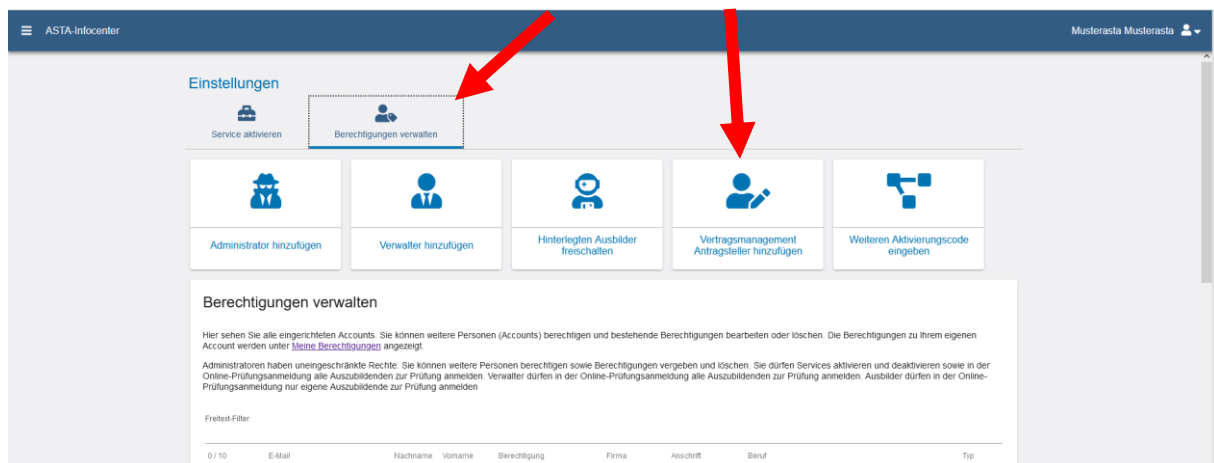 ASTA-Infocenter
Musterasta Musterasta
Einstellungen
Service aktivieren
Berechtigungen verwalten
Administrator hinzufügen
Verwalter hinzufügen
Hinterlegten Ausbilder
freischalten
Vertragsmanagement
Antragsteller hinzufügen
Weiteren Aktivierungscode
eingeben
Berechtigungen verwalten
Hier sehen Sie alle eingerichteten Accounts. Sie können weitere Personen (Accounts) berechtigen und bestehende Berechtigungen bearbeiten oder löschen. Die Berechtigungen zu Ihrem eigenen
Account werden unter Meine Berechtigungen angezeigt.
Administratoren haben uneingeschränkte Rechte. Sie können weitere Personen berechtigen sowie Berechtigungen vergeben und löschen. Sie dürfen Services aktivieren und deaktivieren sowie in der
Online-Prüfungsanmeldung alle Auszubildenden zur Prüfung anmelden. Verwalter dürfen in der Online-Prüfungsanmeldung alle Auszubildenden zur Prüfung anmelden. Ausbilder dürfen in der Online-
Prüfungsanmeldung nur eigene Auszubildende zur Prüfung anmelden
Freitext-Filter
0 / 10 E-Mail Nachname Vorname Berechtigung Firma Anschrift Beruf Typ